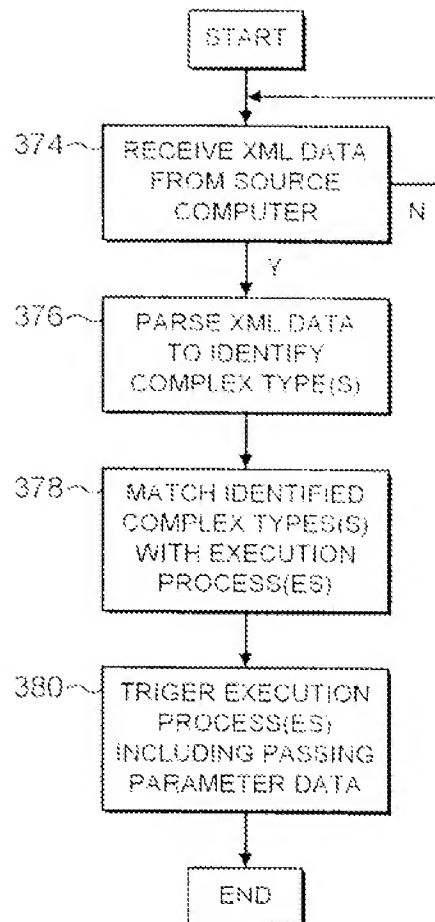 START
374
RECEIVE XML DATA
FROM SOURCE
COMPUTER
N
Y
376
PARSE XML DATA
TO IDENTIFY
COMPLEX TYPE(S)
378
MATCH IDENTIFIED
COMPLEX TYPES(S)
WITH EXECUTION
PROCESS(ES)
380
TRIGER EXECUTION
PROCESS(ES)
INCLUDING PASSING
PARAMETER DATA
END